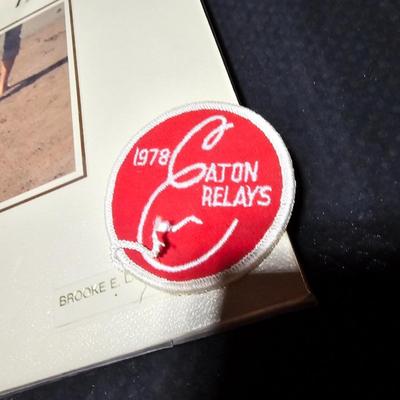 1978 EATON
RELAYS
BROOKE E.